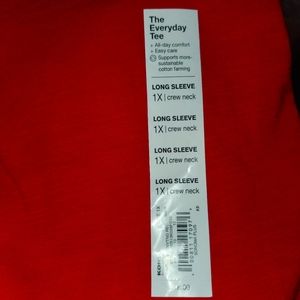 The
Everyday
Tee
+ All-day comfort
+ Easy care
Supports more-
sustainable
cotton farming
LONG SLEEVE
1X | crew neck
LONG SLEEVE
1X | crew neck
LONG SLEEVE
1X | crew neck
LONG SLEEVE
1X | crew neck